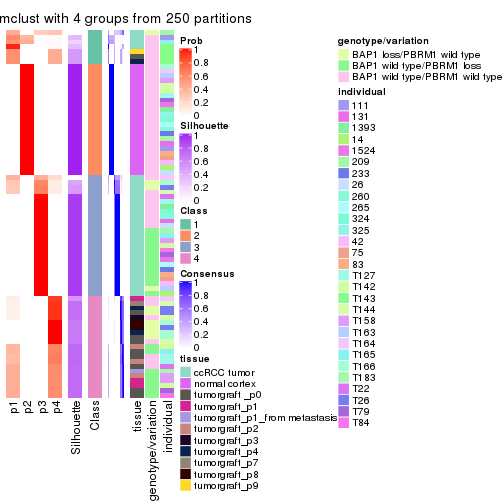 mclust with 4 groups from 250 partitions
Prob
1
0.8
0.6
0.4
0.2
0
Silhouette
1
0.8
0.6
0.4
0.2
0
Class
1
2
3
4
Consensus
1
0.8
0.6
0.4
0.2
0
tissue
ccRCC tumor
normal cortex
tumorgraft_p0
tumorgraft_p1
tumorgraft_p1_from metastasis
tumorgraft_p2
tumorgraft_p3
tumorgraft_p4
tumorgraft_p7
tumorgraft_p8
tumorgraft_p9
genotype/variation
BAP1 loss/PBRM1 wild type
BAP1 wild type/PBRM1 loss
BAP1 wild type/PBRM1 wild type
individual
111
131
1393
14
1524
209
233
26
260
265
324
325
42
75
83
T127
T142
T143
T144
T158
T163
T164
T165
T166
T183
T22
T26
T79
T84
p1
p2
p3
p4
Silhouette
Class
tissue
genotype/variation
individual